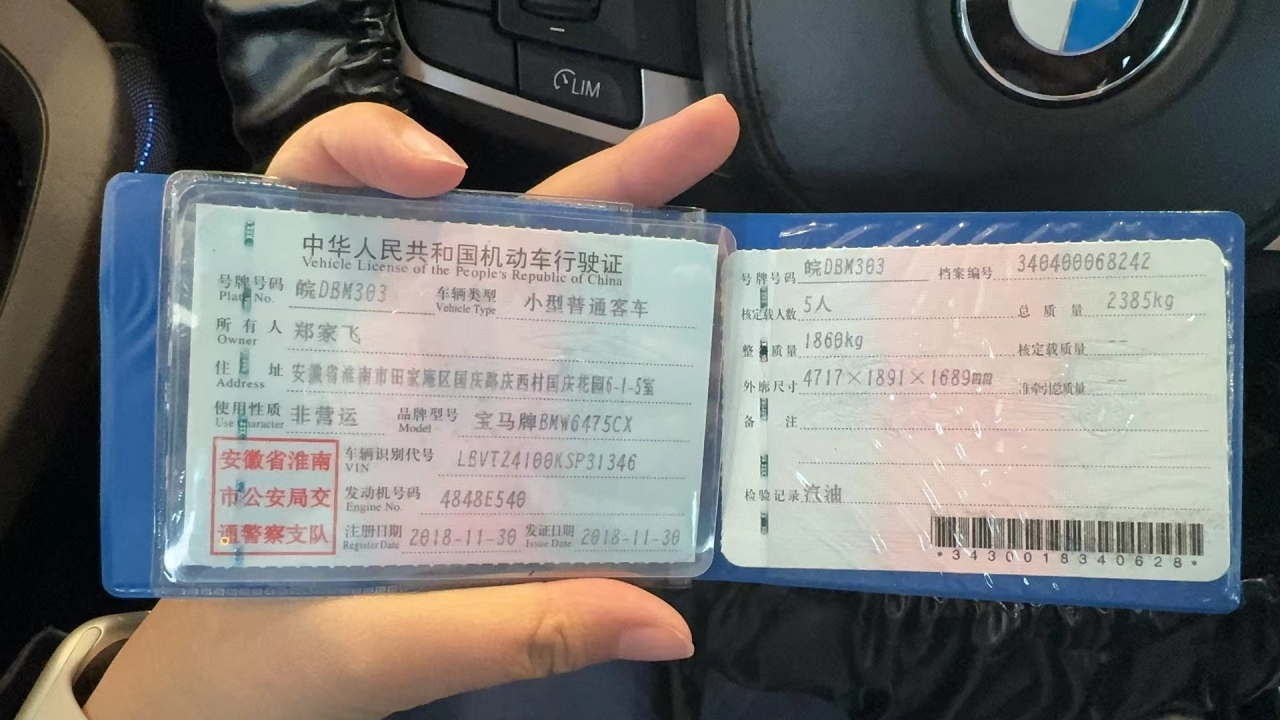 LIM
中华人民共和国机动车行驶证
Vehicle License of the People's Republic of China
号牌号码 皖DBM303 车辆类型 小型普通客车
Plate No. Vehicle Type
所有人 郑家飞
Owner
住址 安徽省淮南市田家庵区国庆路庆西村国庆花园6-1-5室
Address
使用性质 非营运 品牌型号 宝马牌BMW6475CX
Use Character Model
安徽省淮南
市公安局交
通警察支队
车辆识别代号 LBVTZ4100KSP31346
VIN
发动机号码 4848E540
Engine No.
注册日期 2018-11-30 发证日期 2018-11-30
Register Date Issue Date
号牌号码 皖DBM303 档案编号 340400068242
核定载人数 5人 总质量 2385kg
整备质量 1860kg 核定载质量 --
外廓尺寸 4717×1891×1689mm 准牵引总质量 --
备注
检验记录 汽油
*3430018340628*